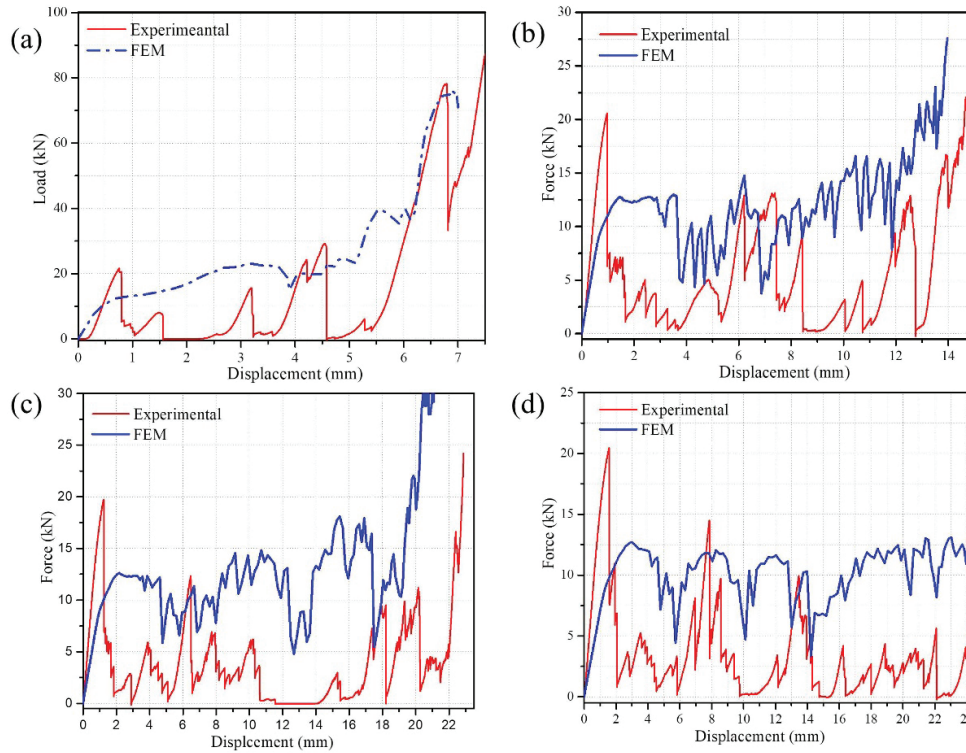 (a)
Experimeantal
FEM
100
80
60
40
20
0
Load (kN)
0 1 2 3 4 5 6 7
Displacement (mm)
(b)
Experimental
FEM
30
25
20
15
10
5
0
Force (kN)
0 2 4 6 8 10 12 14
Displacement (mm)
(c)
Experimental
FEM
30
25
20
15
10
5
0
Force (kN)
0 2 4 6 8 10 12 14 16 18 20 22
Displcement (mm)
(d)
Experimental
FEM
25
20
15
10
5
0
Force (kN)
0 2 4 6 8 10 12 14 16 18 20 22 24
Displacement (mm)